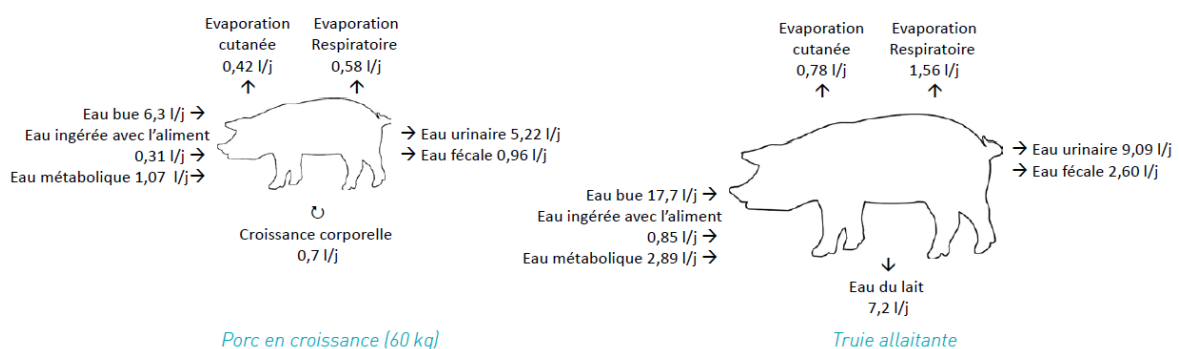 Evaporation
cutanée
0,42 l/j
↑
Evaporation
Respiratoire
0,58 l/j
↑
Eau bue 6,3 l/j →
Eau ingérée avec l’aliment
0,31 l/j →
Eau métabolique 1,07 l/j →
→ Eau urinaire 5,22 l/j
→ Eau fécale 0,96 l/j
↻
Croissance corporelle
0,7 l/j
Porc en croissance (60 kg)
Evaporation
cutanée
0,78 l/j
↑
Evaporation
Respiratoire
1,56 l/j
↑
Eau bue 17,7 l/j →
Eau ingérée avec l’aliment
0,85 l/j →
Eau métabolique 2,89 l/j →
→ Eau urinaire 9,09 l/j
→ Eau fécale 2,60 l/j
↓
Eau du lait
7,2 l/j
Truie allaitante